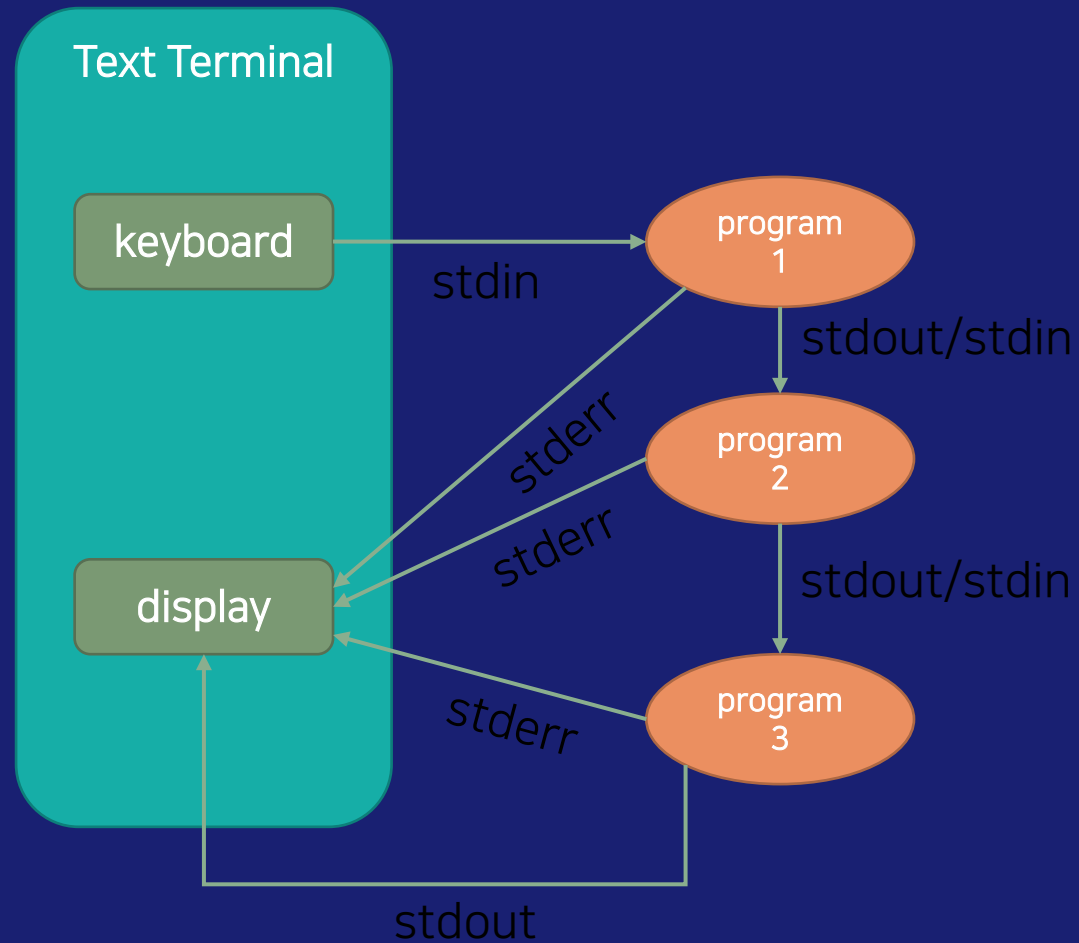 Text Terminal
keyboard
stdin
program
1
stdout/stdin
stderr
program
2
stderr
stdout/stdin
display
program
3
stderr
stdout